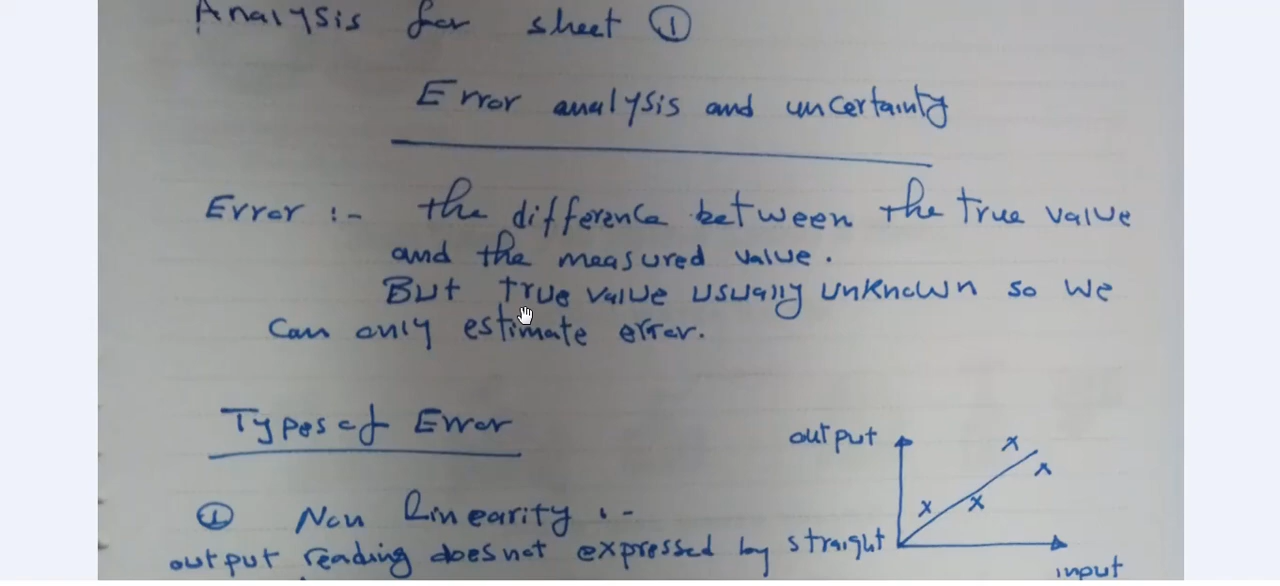 Analysis for sheet ①
Error analysis and uncertainty
Error :- the difference between the true value
and the measured value.
But true value usually unknown so we
can only estimate error.
Types of Error
output
① Non linearity :-
output reading does not expressed by straight
input